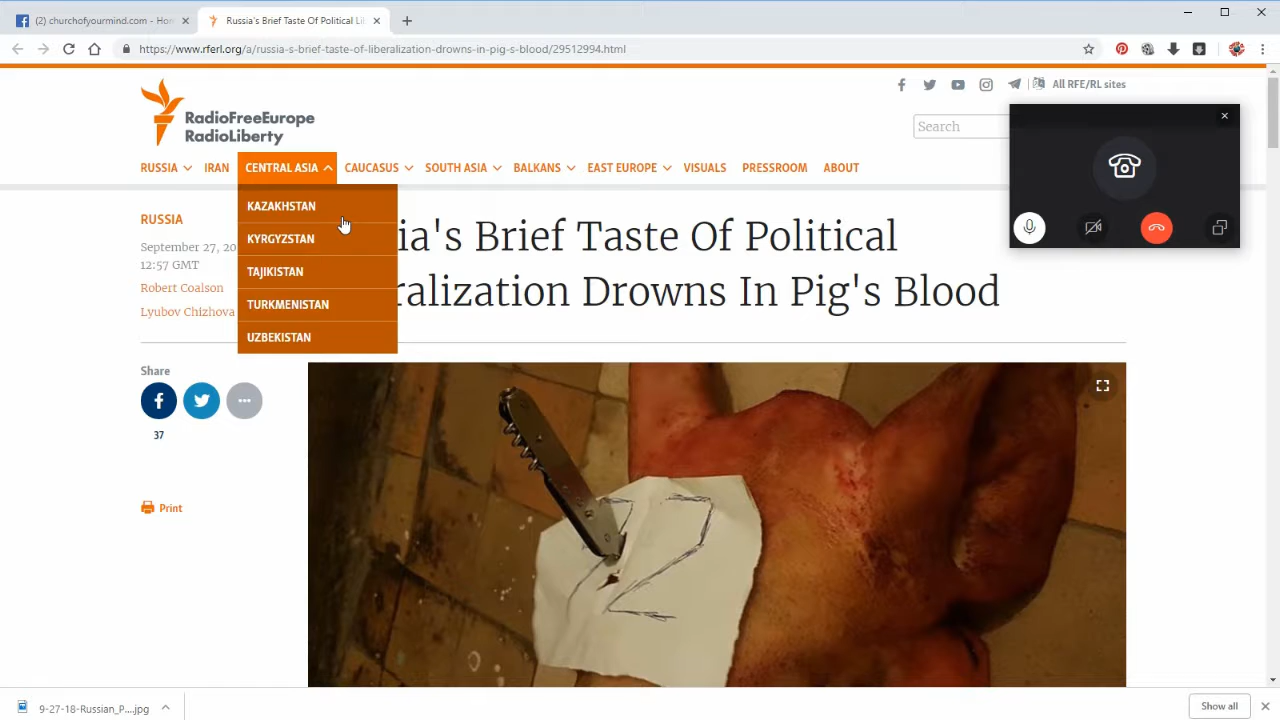 (2) churchofyourmind.com - Ho
Russia's Brief Taste Of Political Li
https://www.rferl.org/a/russia-s-brief-taste-of-liberalization-drowns-in-pig-s-blood/29512994.html
All RFE/RL sites
RadioFreeEurope
RadioLiberty
Search
RUSSIA IRAN CENTRAL ASIA CAUCASUS SOUTH ASIA BALKANS EAST EUROPE VISUALS PRESSROOM ABOUT
KAZAKHSTAN
KYRGYZSTAN
TAJIKISTAN
TURKMENISTAN
UZBEKISTAN
RUSSIA
September 27, 20
12:57 GMT
Robert Coalson
Lyubov Chizhova
ia's Brief Taste Of Political
ralization Drowns In Pig's Blood
Share
37
Print
72
9-27-18-Russian_P....jpg
Show all